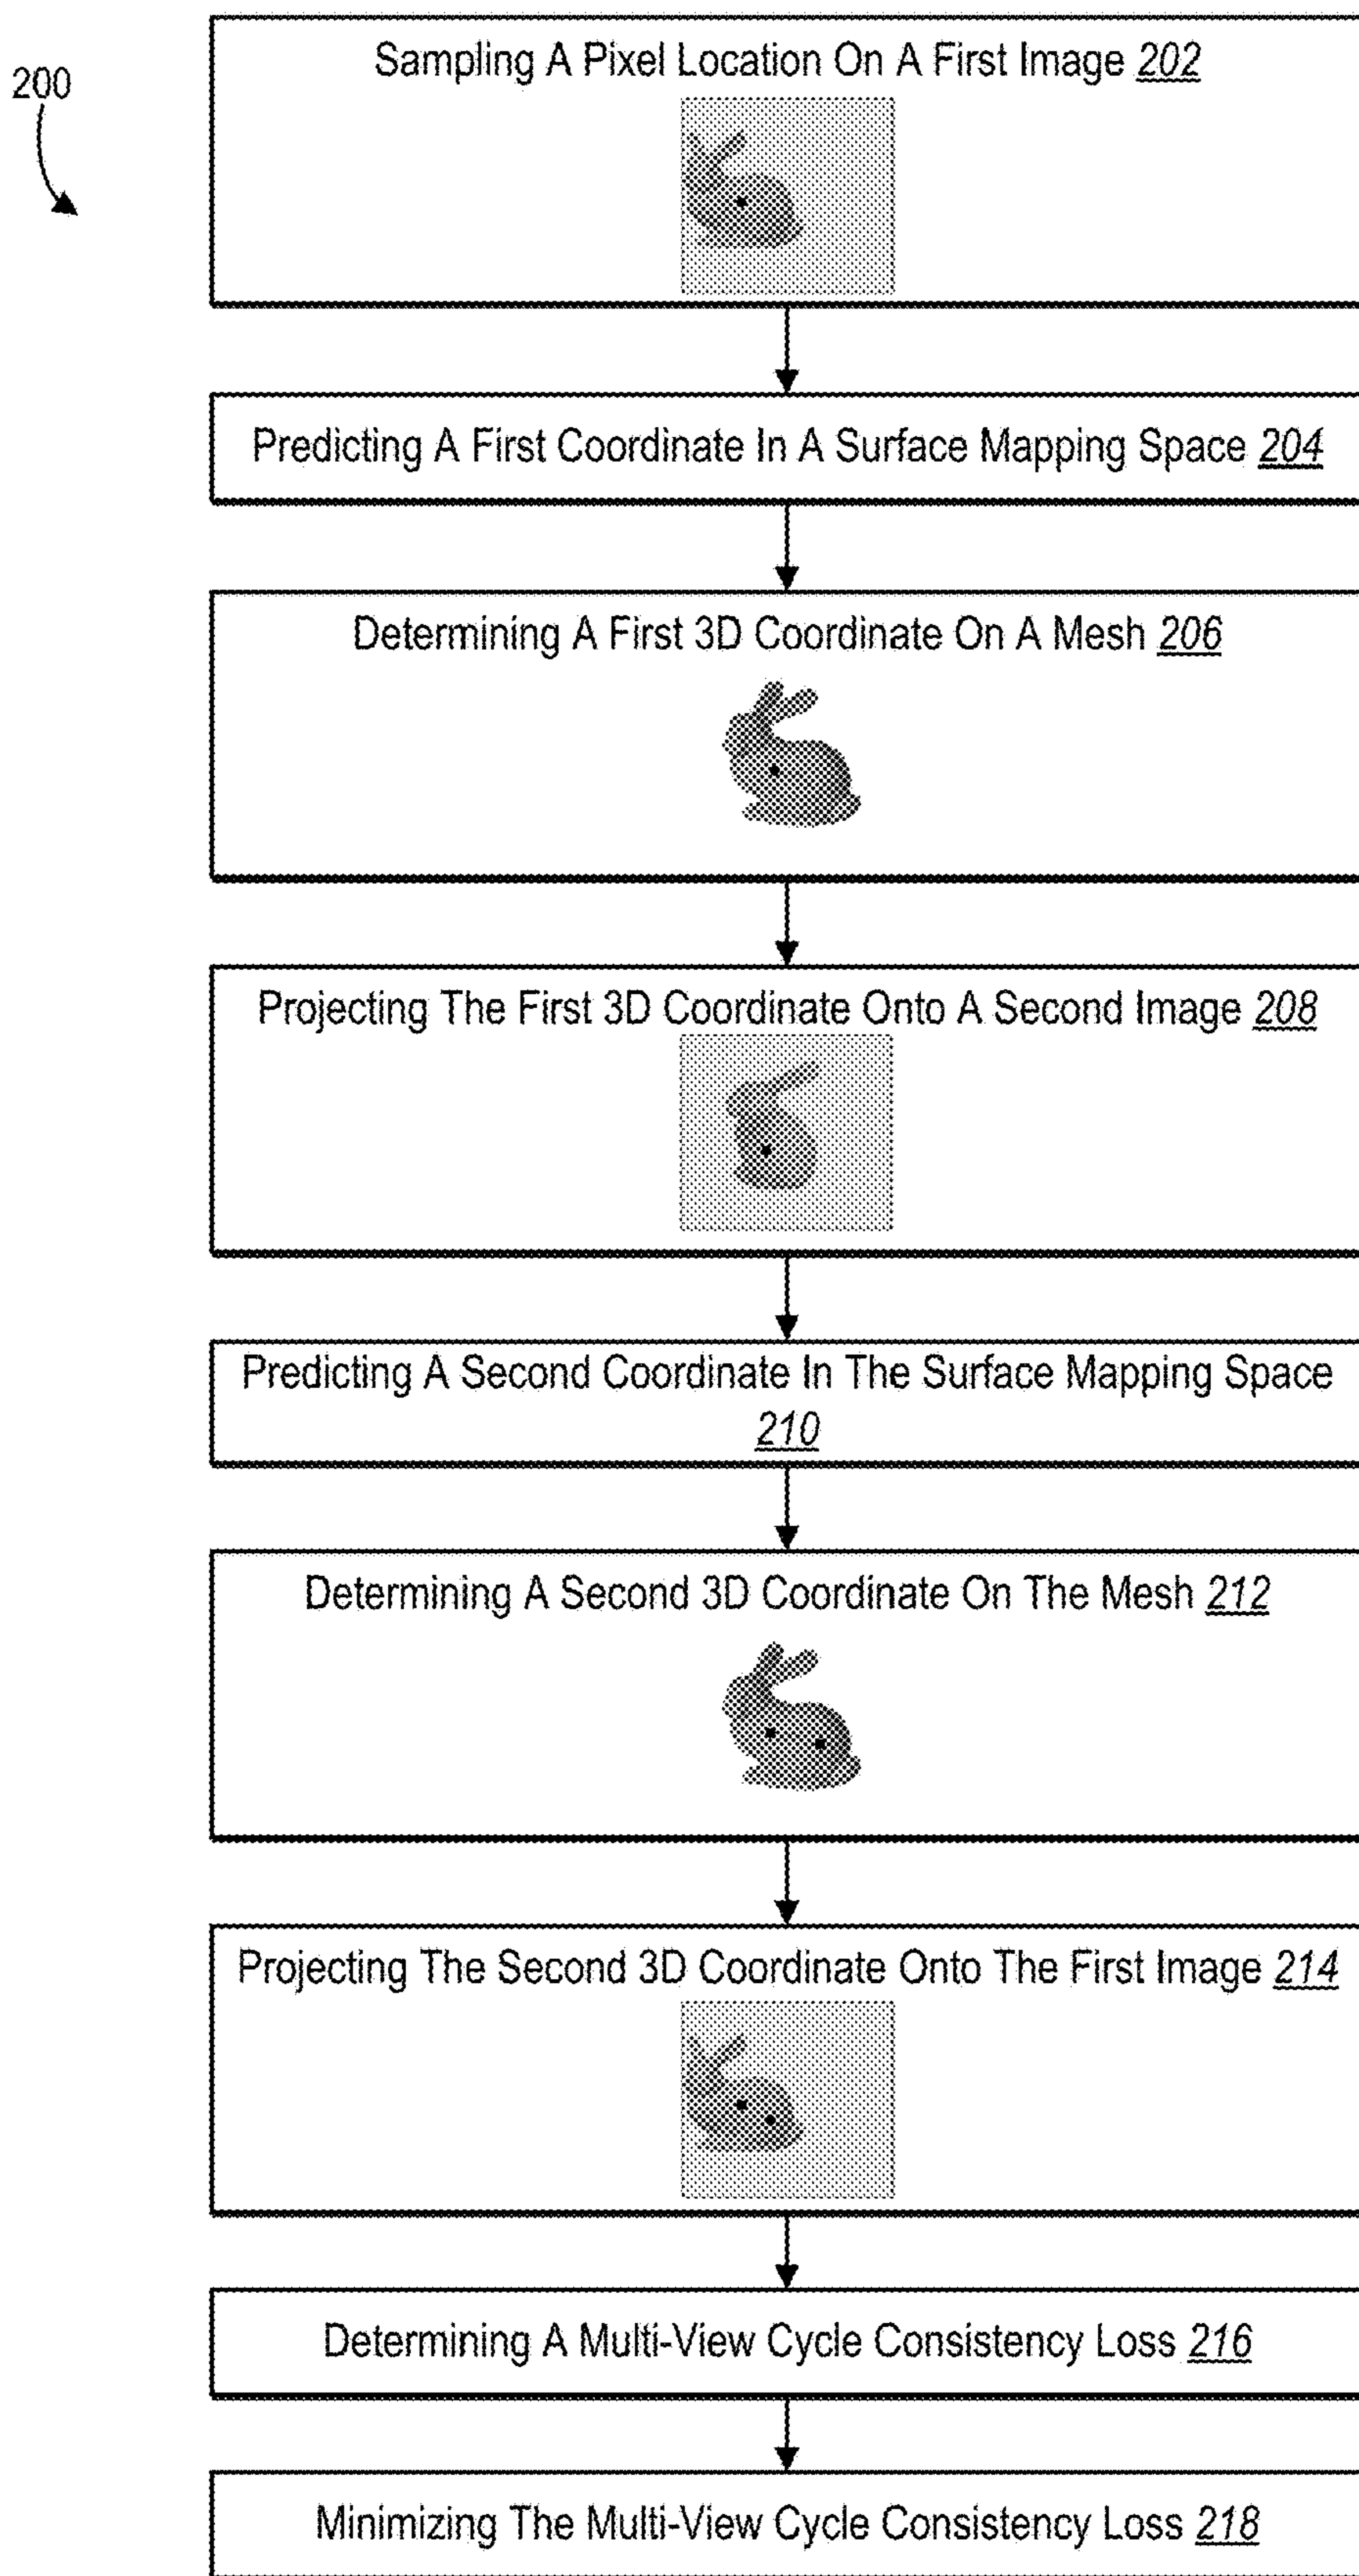 200
Sampling A Pixel Location On A First Image 202
Predicting A First Coordinate In A Surface Mapping Space 204
Determining A First 3D Coordinate On A Mesh 206
Projecting The First 3D Coordinate Onto A Second Image 208
Predicting A Second Coordinate In The Surface Mapping Space
210
Determining A Second 3D Coordinate On The Mesh 212
Projecting The Second 3D Coordinate Onto The First Image 214
Determining A Multi-View Cycle Consistency Loss 216
Minimizing The Multi-View Cycle Consistency Loss 218